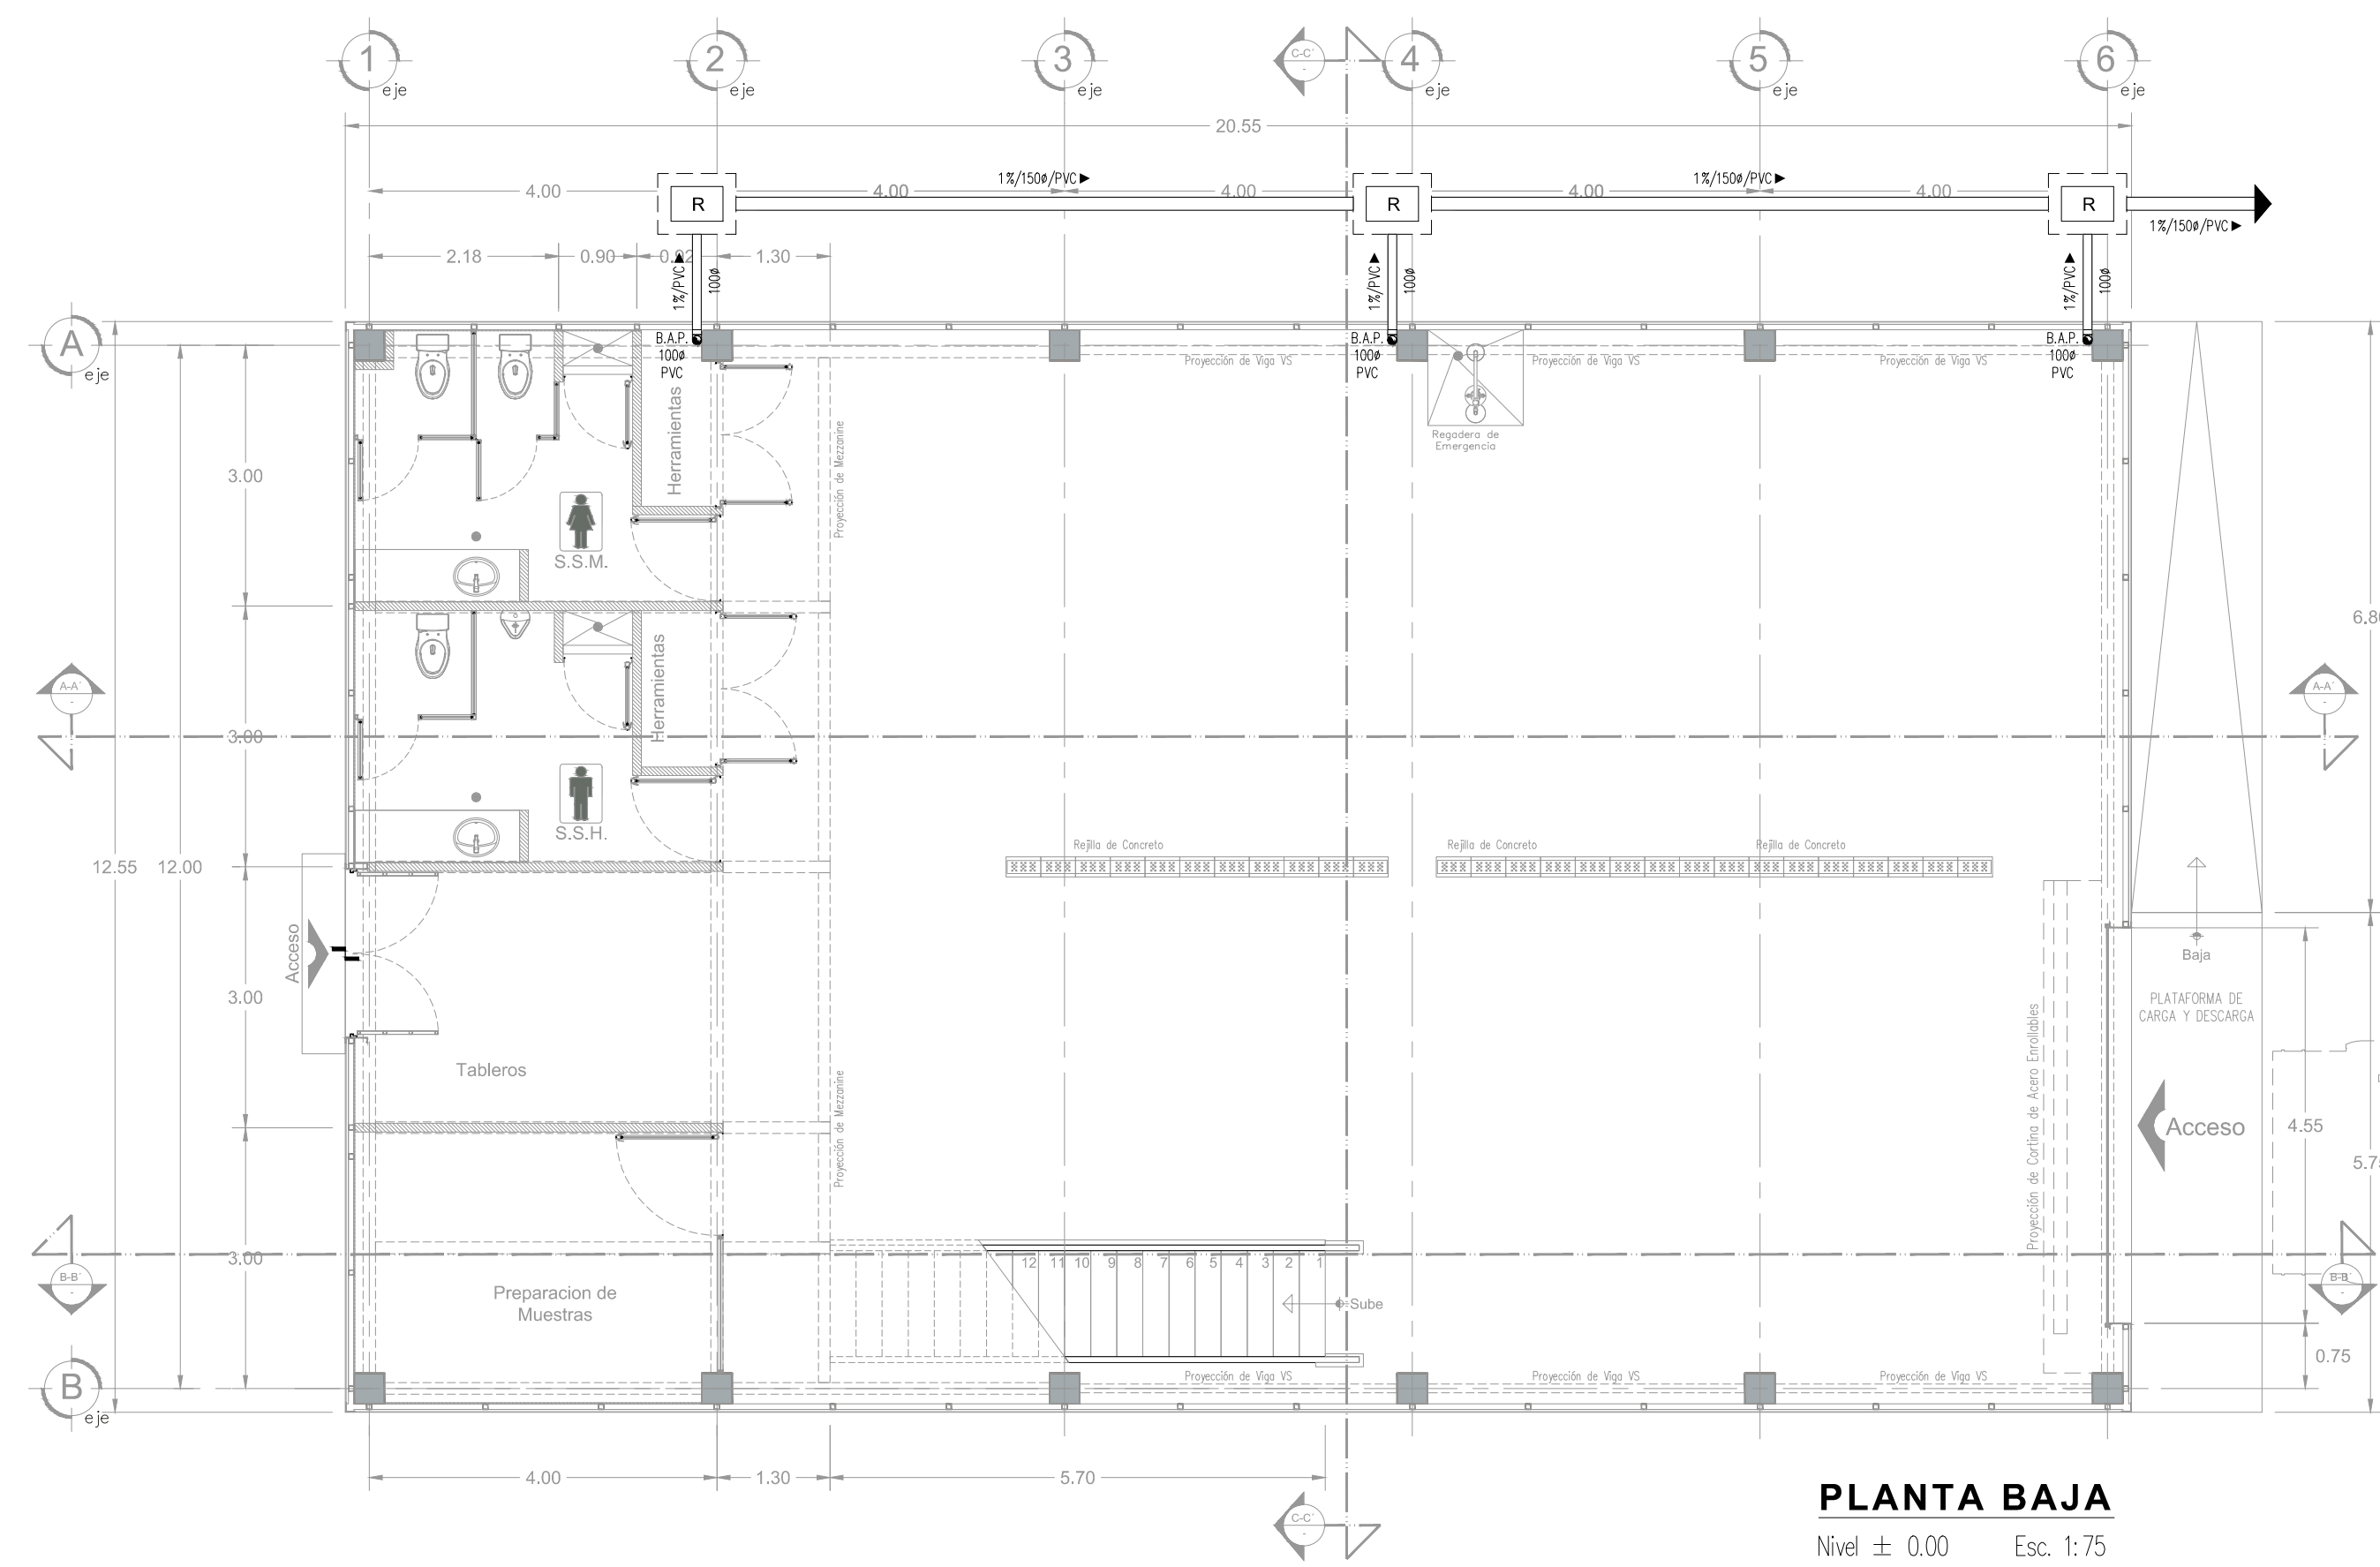 1 2 3 C-C' 4 5 6
eje eje eje - eje eje eje
20.55
1%/150ø/PVC 1%/150ø/PVC
4.00 4.00 4.00 4.00 4.00
R R R
1%/150ø/PVC
2.18 0.90 1.30
1%/PVC 100ø 1%/PVC 100ø 1%/PVC 100ø
A
eje
B.A.P. B.A.P. B.A.P.
100ø 100ø 100ø
PVC PVC PVC
Proyección de Viga VS Proyección de Viga VS Proyección de Viga VS
Herramientas
Proyección de Mezzanine
Regadera de
Emergencía
3.00
S.S.M.
Herramientas
A-A'
-
A-A'
-
3.00
S.S.H.
Rejilla de Concreto Rejilla de Concreto Rejilla de Concreto
12.55 12.00
Acceso
3.00
Baja
PLATAFORMA DE
CARGA Y DESCARGA
Tableros
Proyección de Mezzanine
Proyección de Cortina de Acero Enrollables
Acceso
4.55
3.00
12 11 10 9 8 7 6 5 4 3 2 1
B-B'
-
B-B'
-
Preparacion de
Muestras
Sube
0.75
B
eje
Proyección de Viga VS Proyección de Viga VS Proyección de Viga VS
4.00 1.30 5.70
C-C'
-
PLANTA BAJA
Nivel ± 0.00 Esc. 1:75